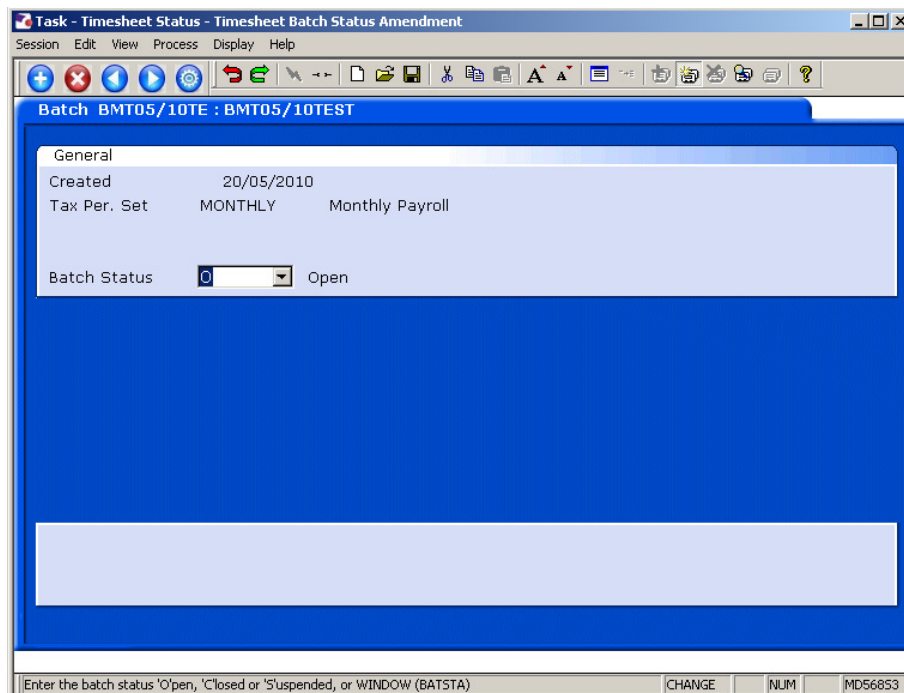 Task - Timesheet Status - Timesheet Batch Status Amendment
Session Edit View Process Display Help
Batch BMT05/10TE : BMT05/10TEST
General
Created 20/05/2010
Tax Per. Set MONTHLY Monthly Payroll
Batch Status O Open
Enter the batch status 'O'pen, 'C'losed or 'S'uspended, or WINDOW (BATSTA) CHANGE NUM MD56853